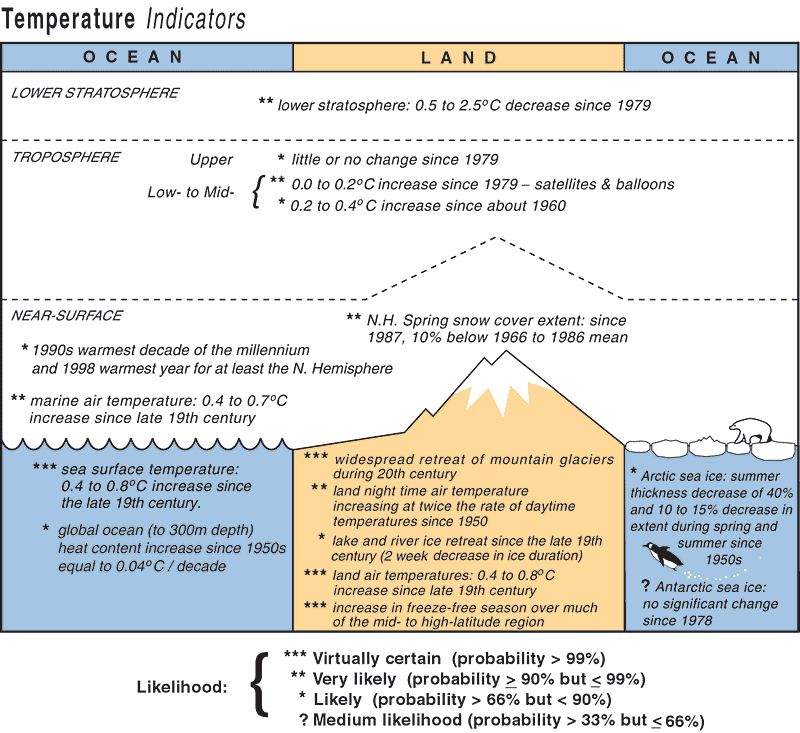 Temperature Indicators
OCEAN LAND OCEAN
LOWER STRATOSPHERE
** lower stratosphere: 0.5 to 2.5°C decrease since 1979
TROPOSPHERE
Upper * little or no change since 1979
Low- to Mid- { ** 0.0 to 0.2°C increase since 1979 – satellites & balloons
* 0.2 to 0.4°C increase since about 1960
NEAR-SURFACE
** N.H. Spring snow cover extent: since
1987, 10% below 1966 to 1986 mean
* 1990s warmest decade of the millennium
and 1998 warmest year for at least the N. Hemisphere
** marine air temperature: 0.4 to 0.7°C
increase since late 19th century
*** sea surface temperature:
0.4 to 0.8°C increase since
the late 19th century.
* global ocean (to 300m depth)
heat content increase since 1950s
equal to 0.04°C / decade
*** widespread retreat of mountain glaciers
during 20th century
** land night time air temperature
increasing at twice the rate of daytime
temperatures since 1950
* lake and river ice retreat since the late 19th
century (2 week decrease in ice duration)
*** land air temperatures: 0.4 to 0.8°C
increase since late 19th century
*** increase in freeze-free season over much
of the mid- to high-latitude region
* Arctic sea ice: summer
thickness decrease of 40%
and 10 to 15% decrease in
extent during spring and
summer since
1950s
? Antarctic sea ice:
no significant change
since 1978
Likelihood: {
*** Virtually certain (probability > 99%)
** Very likely (probability ≥ 90% but ≤ 99%)
* Likely (probability > 66% but < 90%)
? Medium likelihood (probability > 33% but ≤ 66%)